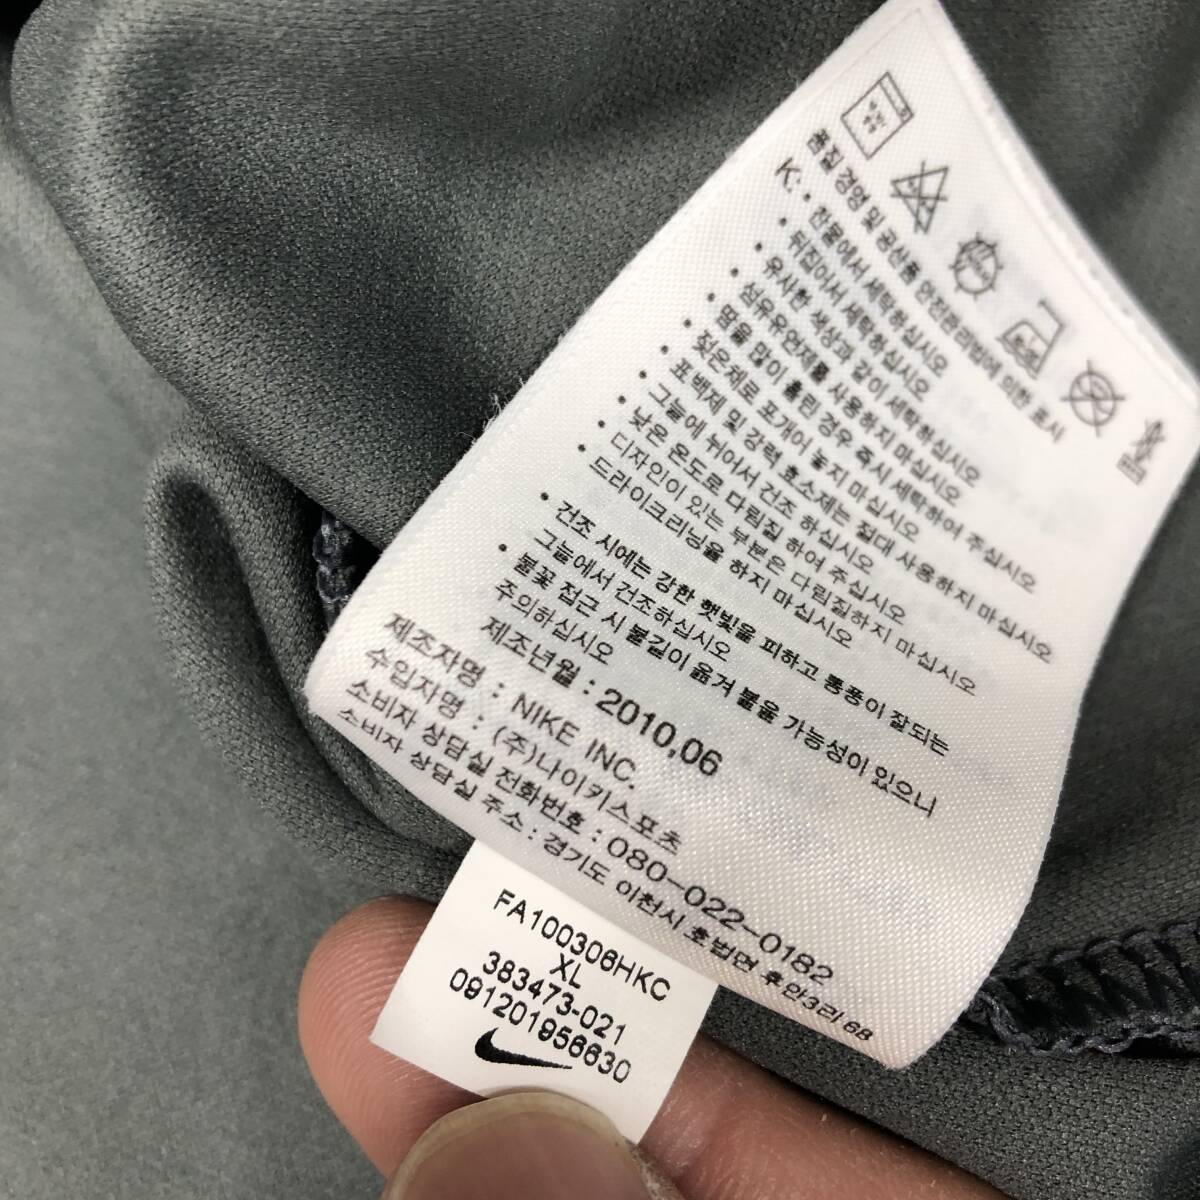 품질 경영 및 공산품 안전관리법에 의한 표시
K: • 찬물에서 세탁하십시오
• 뒤집어서 세탁하십시오
• 유사한 색상과 같이 세탁하십시오
• 섬유유연제를 사용하지 마십시오
• 땀을 많이 흘린 경우 즉시 세탁하여 주십시오
• 젖은채로 포개어 놓지 마십시오
• 표백제 및 강력 효소제는 절대 사용하지 마십시오
• 그늘에 뉘어서 건조 하십시오
• 낮은 온도로 다림질 하여 주십시오
• 디자인이 있는 부분은 다림질하지 마십시오
• 드라이크리닝을 하지 마십시오
• 건조 시에는 강한 햇빛을 피하고 통풍이 잘되는
그늘에서 건조하십시오
• 불꽃 접근 시 불길이 옮겨 붙을 가능성이 있으니
주의하십시오
제조년월 : 2010,06
제조자명 : NIKE INC.
수입자명 : (주)나이키스포츠
소비자 상담실 전화번호 : 080-022-0182
소비자 상담실 주소 : 경기도 이천시 호법면 후안3리 68
FA100306HKC
XL
383473-021
091201956630